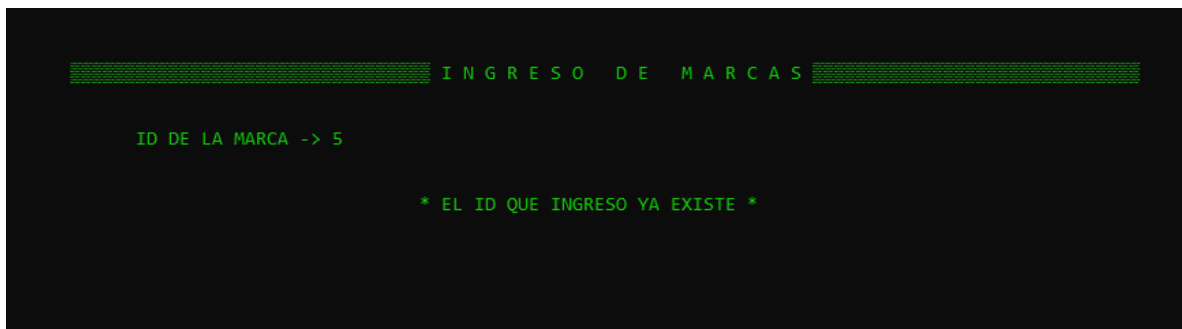 I N G R E S O   D E   M A R C A S
ID DE LA MARCA -> 5
* EL ID QUE INGRESO YA EXISTE *